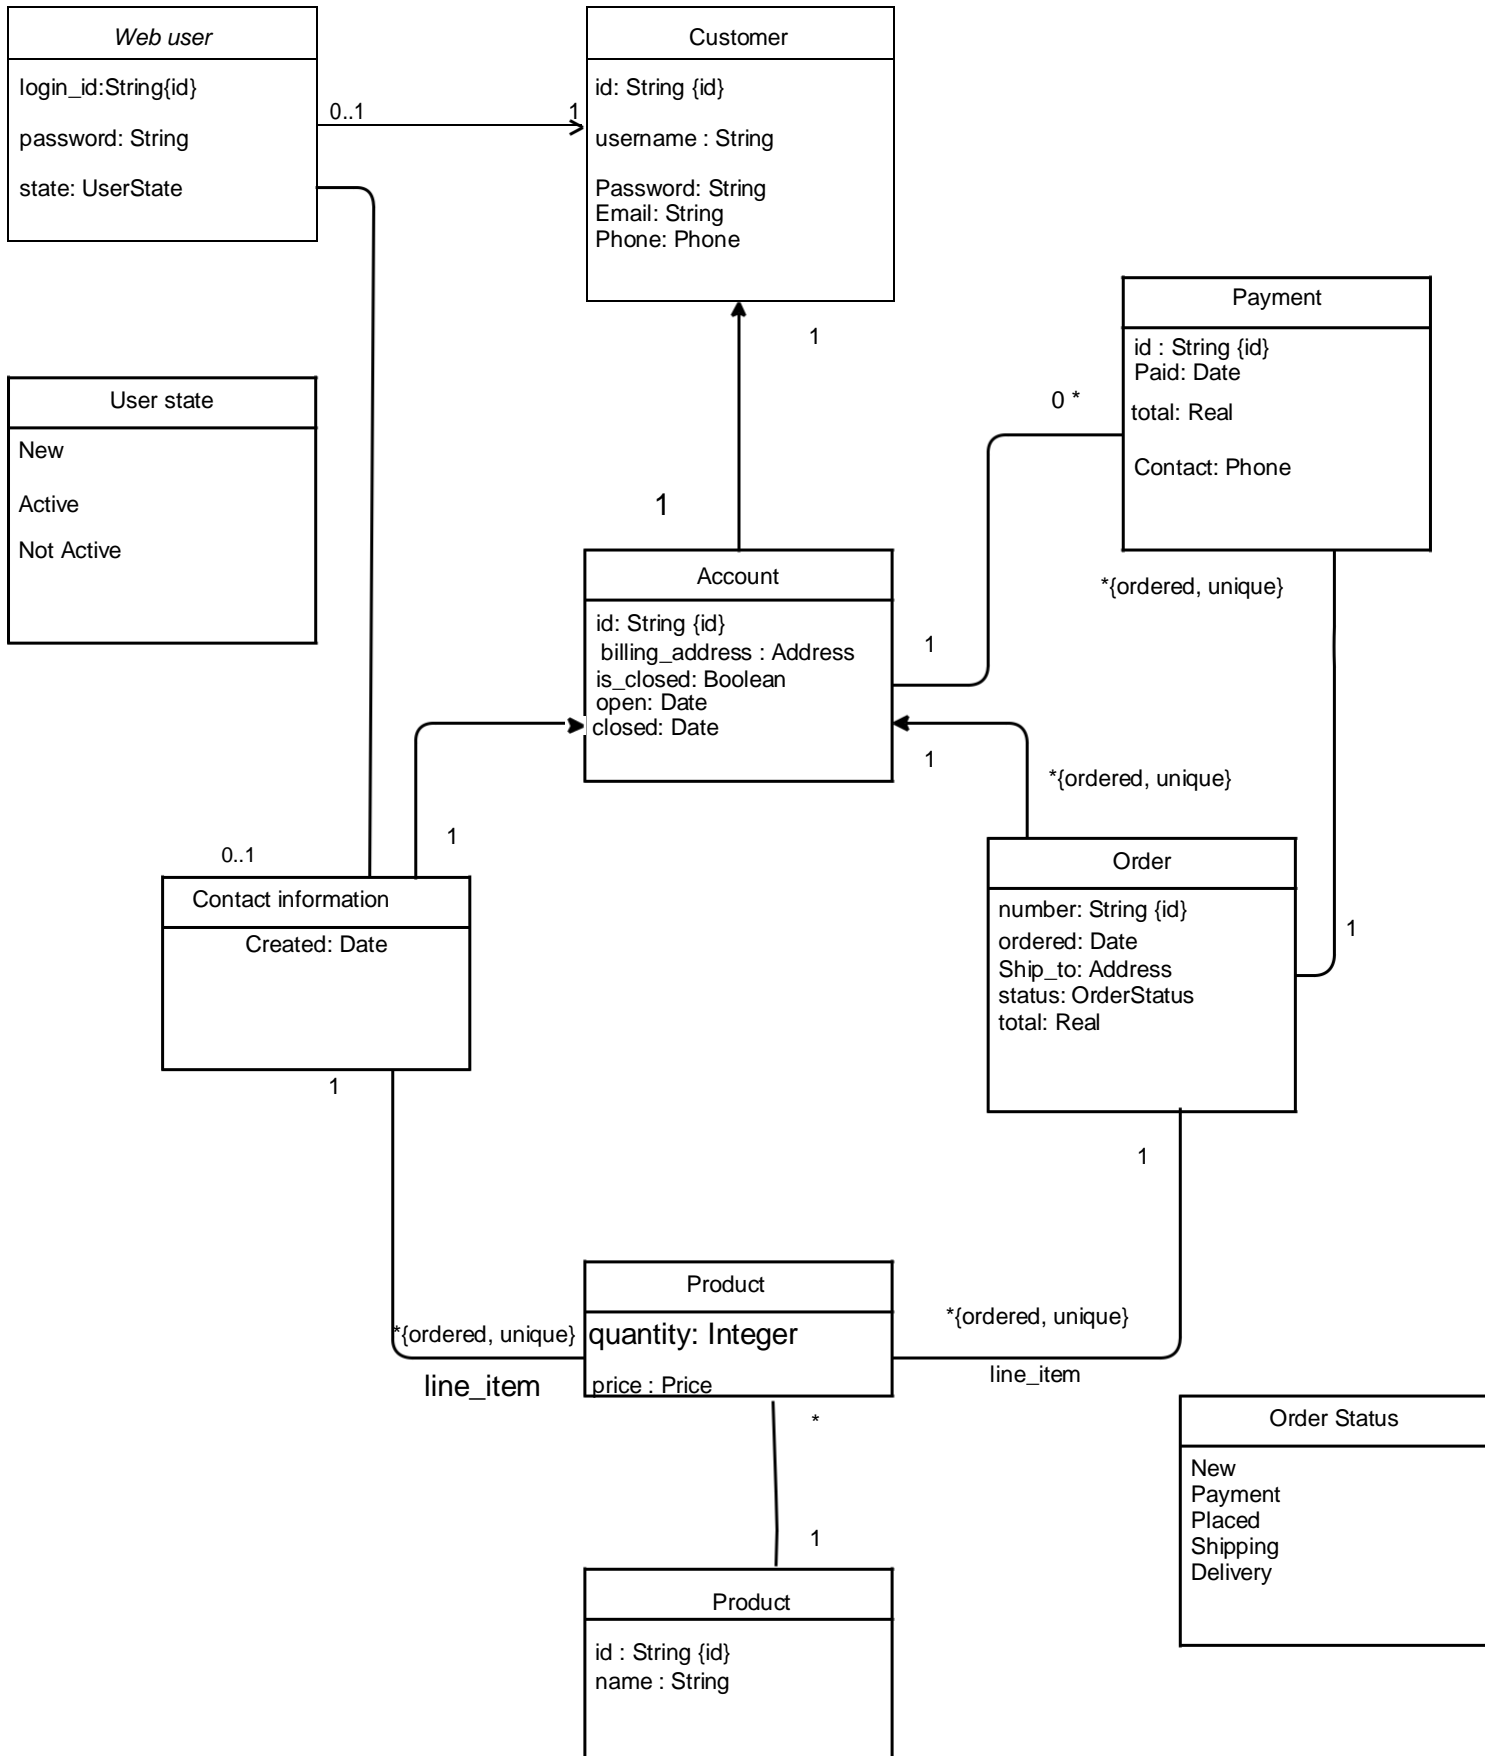 Web user
login_id:String{id}
password: String
state: UserState
0..1
1
Customer
id: String {id}
username : String
Password: String
Email: String
Phone: Phone
1
1
User state
New
Active
Not Active
Payment
id : String {id}
Paid: Date
total: Real
Contact: Phone
0 *
*{ordered, unique}
Account
id: String {id}
billing_address : Address
is_closed: Boolean
open: Date
closed: Date
1
1
*{ordered, unique}
1
0..1
Contact information
Created: Date
1
Order
number: String {id}
ordered: Date
Ship_to: Address
status: OrderStatus
total: Real
1
1
Product
quantity: Integer
price : Price
*{ordered, unique}
line_item
*{ordered, unique}
line_item
*
1
Product
id : String {id}
name : String
Order Status
New
Payment
Placed
Shipping
Delivery